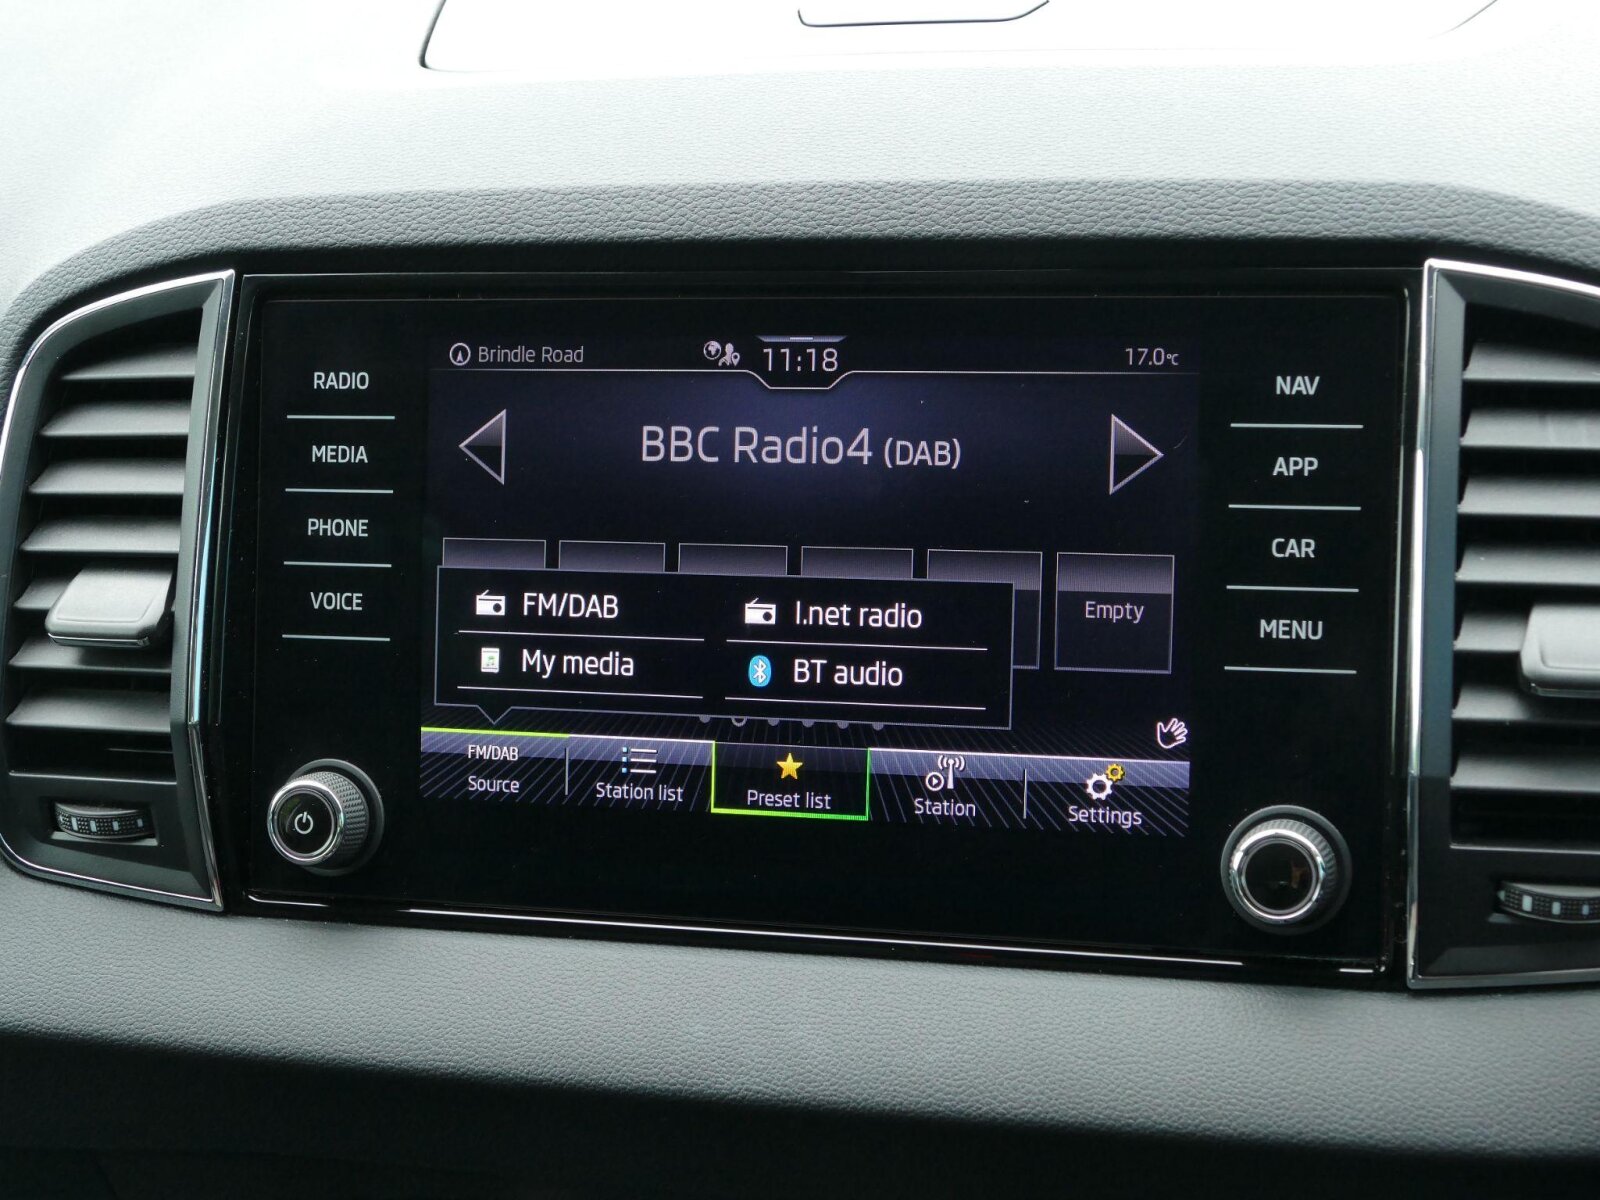 RADIO
MEDIA
PHONE
VOICE
Brindle Road
11:18
17.0°C
BBC Radio4 (DAB)
FM/DAB
I.net radio
My media
BT audio
Empty
FM/DAB
Source
Station list
Preset list
Station
Settings
NAV
APP
CAR
MENU